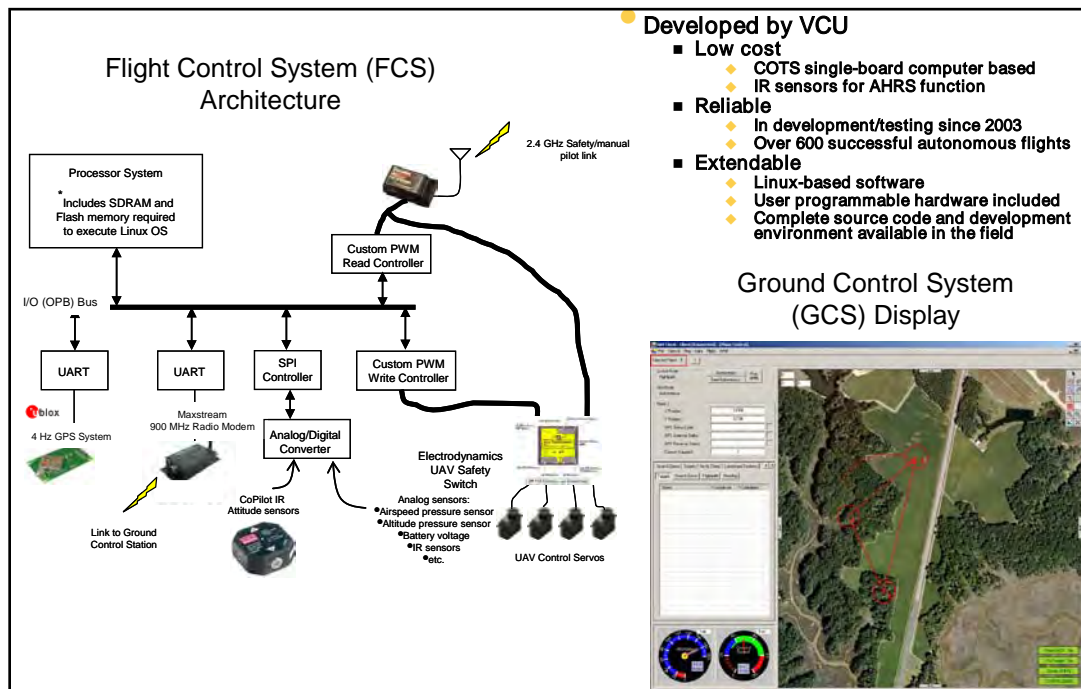 Flight Control System (FCS)
Architecture
Processor System
*
Includes SDRAM and
Flash memory required
to execute Linux OS
2.4 GHz Safety/manual
pilot link
Custom PWM
Read Controller
I/O (OPB) Bus
UART
UART
SPI
Controller
Custom PWM
Write Controller
ublox
4 Hz GPS System
Maxstream
900 MHz Radio Modem
Analog/Digital
Converter
Electrodynamics
UAV Safety
Switch
Link to Ground
Control Station
CoPilot IR
Attitude sensors
Analog sensors:
•Airspeed pressure sensor
•Altitude pressure sensor
•Battery voltage
•IR sensors
•etc.
UAV Control Servos
• Developed by VCU
■ Low cost
◆ COTS single-board computer based
◆ IR sensors for AHRS function
■ Reliable
◆ In development/testing since 2003
◆ Over 600 successful autonomous flights
■ Extendable
◆ Linux-based software
◆ User programmable hardware included
◆ Complete source code and development
environment available in the field
Ground Control System
(GCS) Display